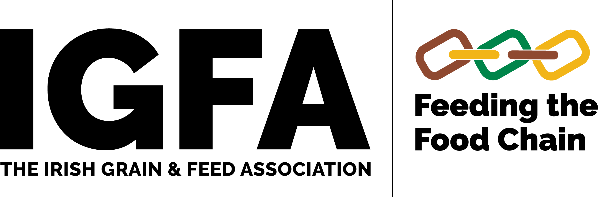 IGFA
THE IRISH GRAIN & FEED ASSOCIATION
Feeding the
Food Chain